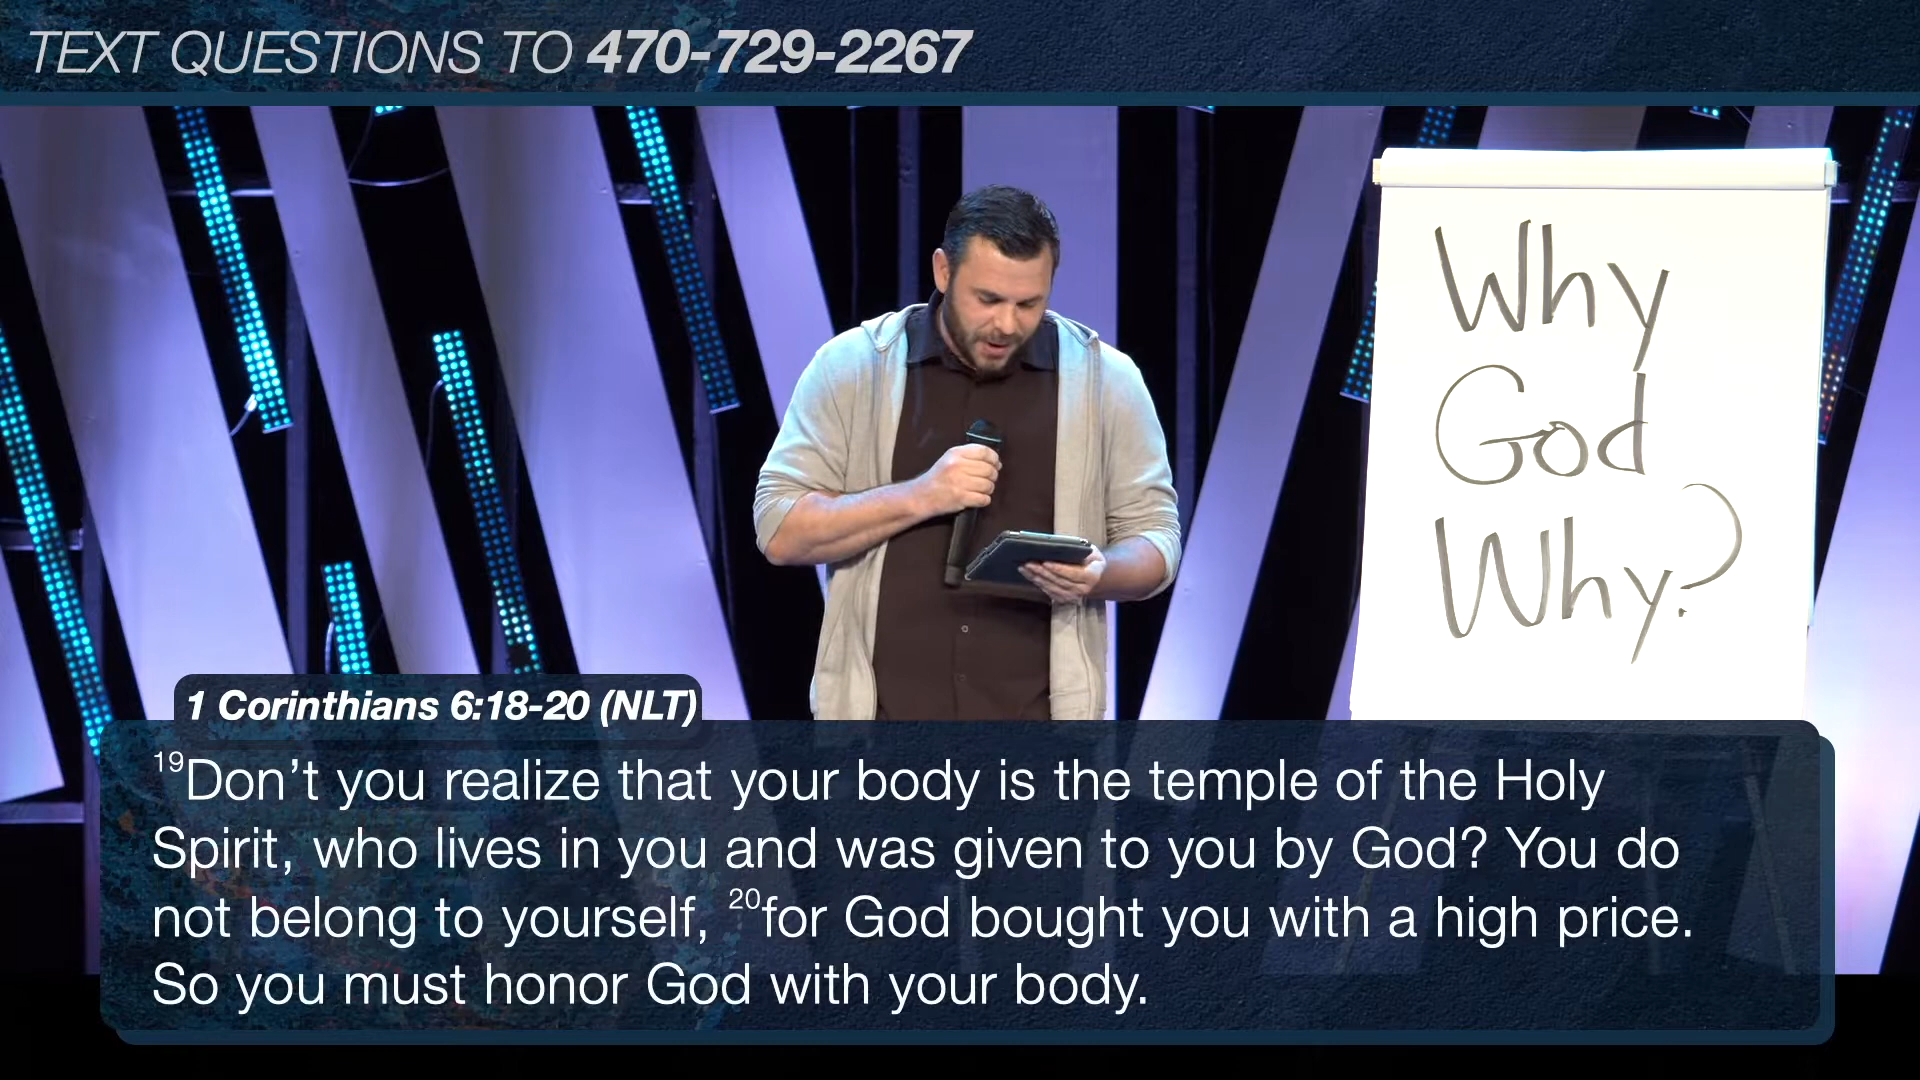 TEXT QUESTIONS TO 470-729-2267
Why
God
Why?
1 Corinthians 6:18-20 (NLT)
19Don’t you realize that your body is the temple of the Holy
Spirit, who lives in you and was given to you by God? You do
not belong to yourself, 20for God bought you with a high price.
So you must honor God with your body.